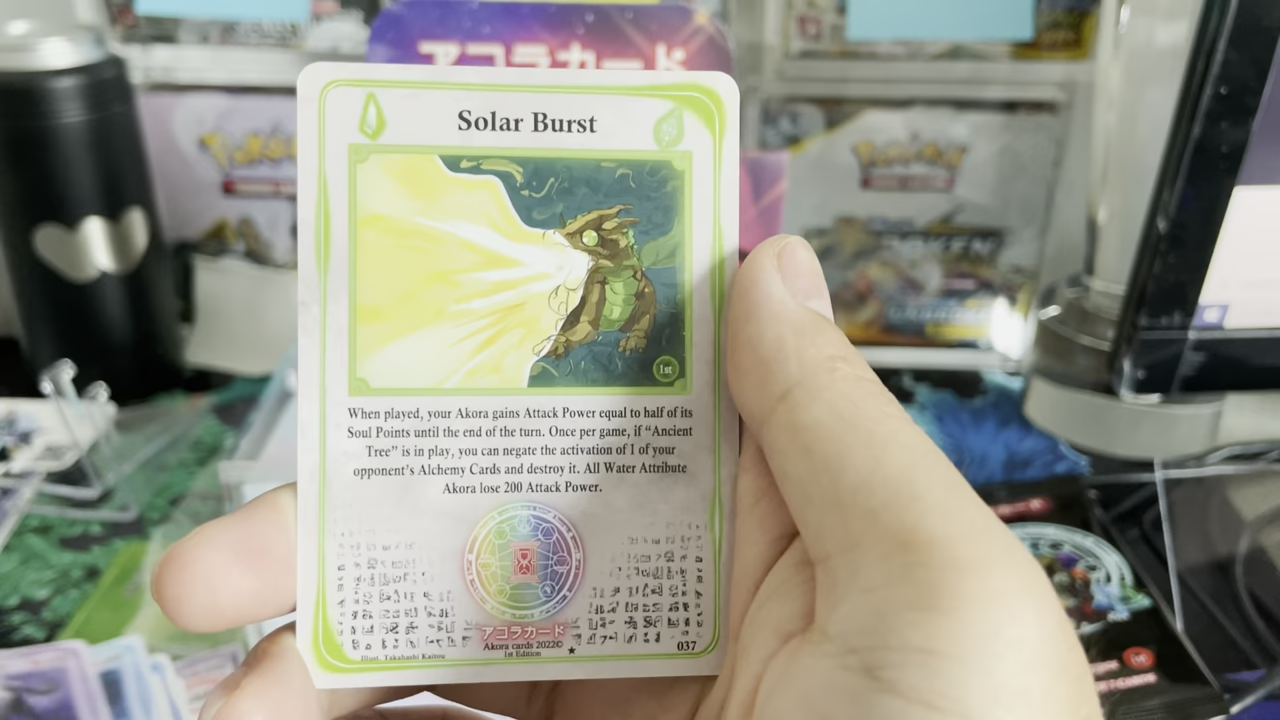 アコラカード
Solar Burst
1st
When played, your Akora gains Attack Power equal to half of its
Soul Points until the end of the turn. Once per game, if “Ancient
Tree” is in play, you can negate the activation of 1 of your
opponent's Alchemy Cards and destroy it. All Water Attribute
Akora lose 200 Attack Power.
アコラカード
Akora cards 2022©
1st Edition
Illust. Takahashi Kaitou
037
Pokémon
Pokémon